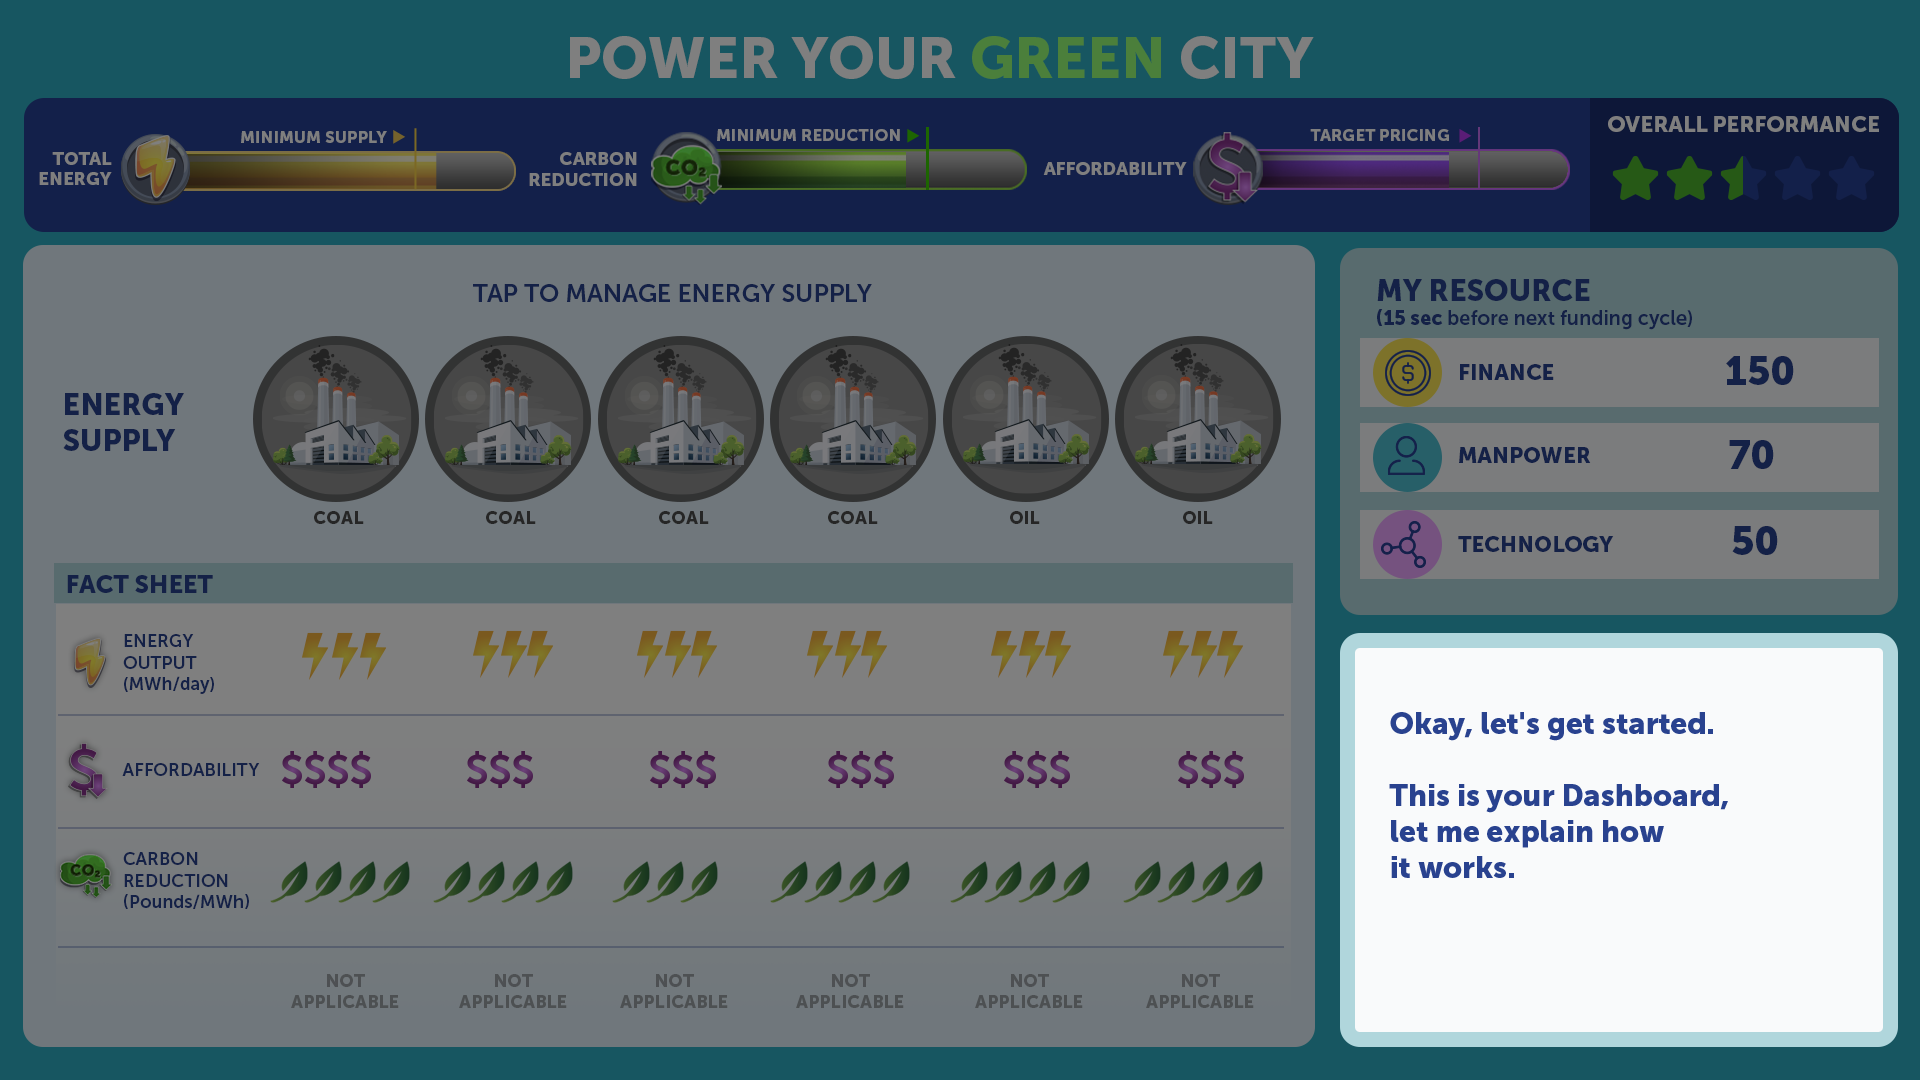 POWER YOUR GREEN CITY
MINIMUM SUPPLY
TOTAL
ENERGY
MINIMUM REDUCTION
CARBON
REDUCTION
CO₂
TARGET PRICING
AFFORDABILITY
$
OVERALL PERFORMANCE
TAP TO MANAGE ENERGY SUPPLY
ENERGY
SUPPLY
COAL COAL COAL COAL OIL OIL
FACT SHEET
ENERGY
OUTPUT
(MWh/day)
$ AFFORDABILITY $$$$ $$$ $$$ $$$ $$$ $$$
CO₂
CARBON
REDUCTION
(Pounds/MWh)
NOT NOT NOT NOT NOT NOT
APPLICABLE APPLICABLE APPLICABLE APPLICABLE APPLICABLE APPLICABLE
MY RESOURCE
(15 sec before next funding cycle)
$ FINANCE 150
MANPOWER 70
TECHNOLOGY 50
Okay, let's get started.
This is your Dashboard,
let me explain how
it works.